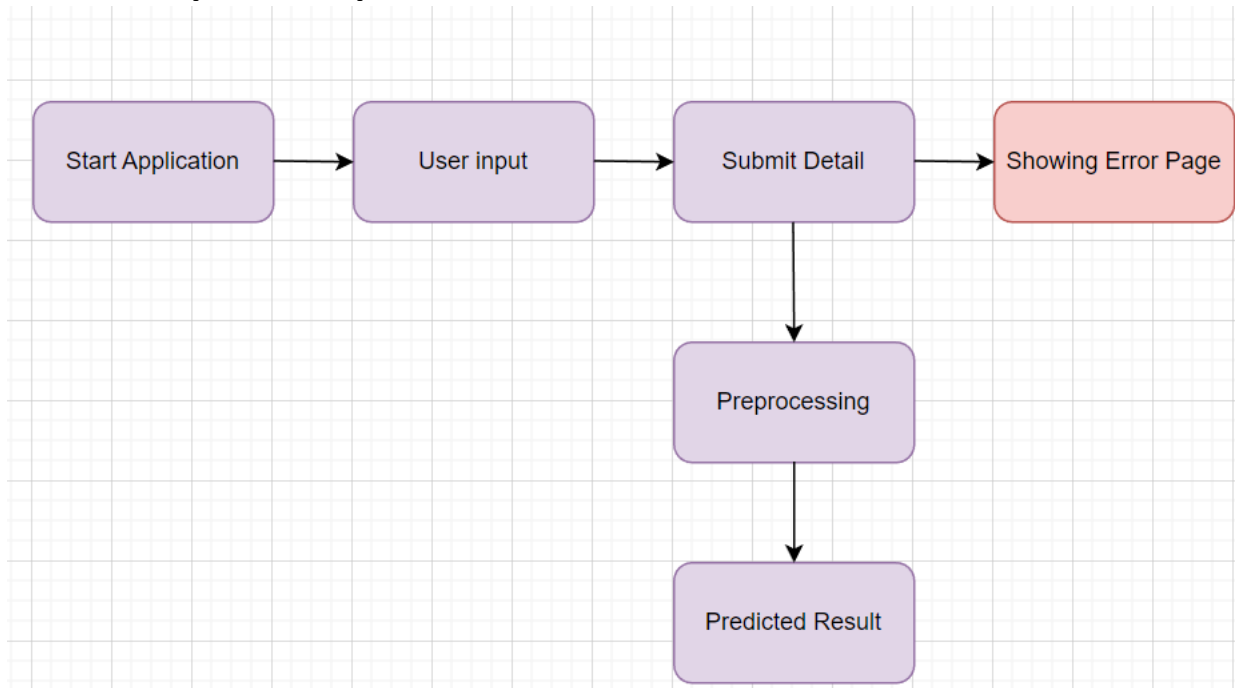 Start Application
User input
Submit Detail
Showing Error Page
Preprocessing
Predicted Result